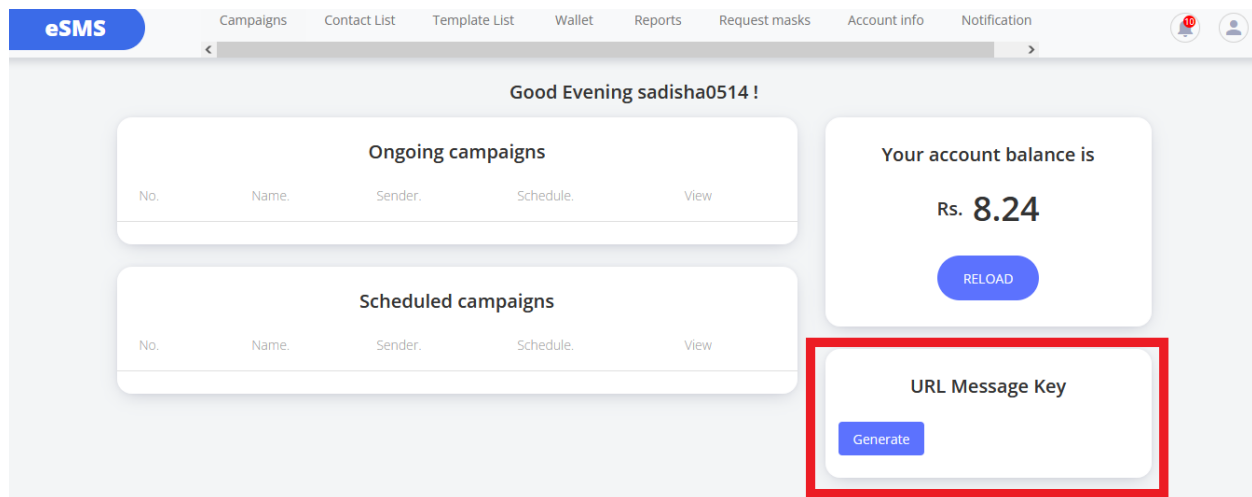 eSMS
Campaigns Contact List Template List Wallet Reports Request masks Account info Notification
10
Good Evening sadisha0514 !
Ongoing campaigns
No. Name. Sender. Schedule. View
Scheduled campaigns
No. Name. Sender. Schedule. View
Your account balance is
Rs. 8.24
RELOAD
URL Message Key
Generate